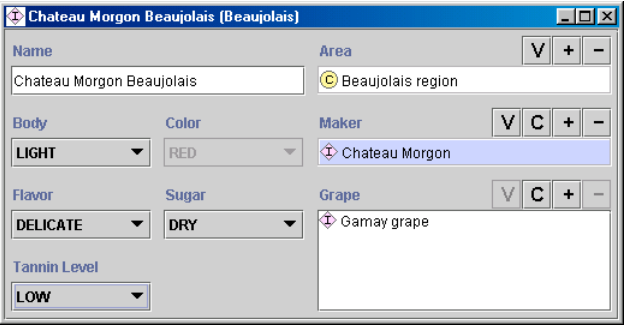 Chateau Morgon Beaujolais (Beaujolais)
Name
Chateau Morgon Beaujolais
Area
V + −
C Beaujolais region
Body
LIGHT
Color
RED
Maker
V C + −
I Chateau Morgon
Flavor
DELICATE
Sugar
DRY
Grape
V C + −
I Gamay grape
Tannin Level
LOW